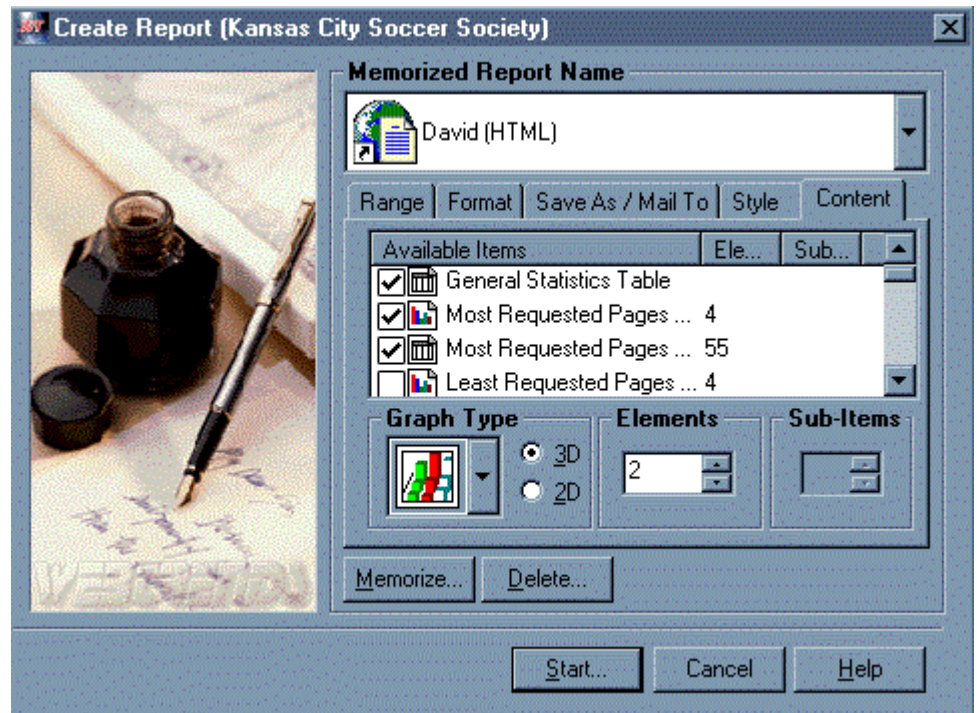 Create Report (Kansas City Soccer Society)
Memorized Report Name
David (HTML)
Range Format Save As / Mail To Style Content
Available Items Ele... Sub...
General Statistics Table
Most Requested Pages ... 4
Most Requested Pages ... 55
Least Requested Pages ... 4
Graph Type Elements Sub-Items
3D
2
2D
Memorize... Delete...
WEBTRENDS
Start... Cancel Help